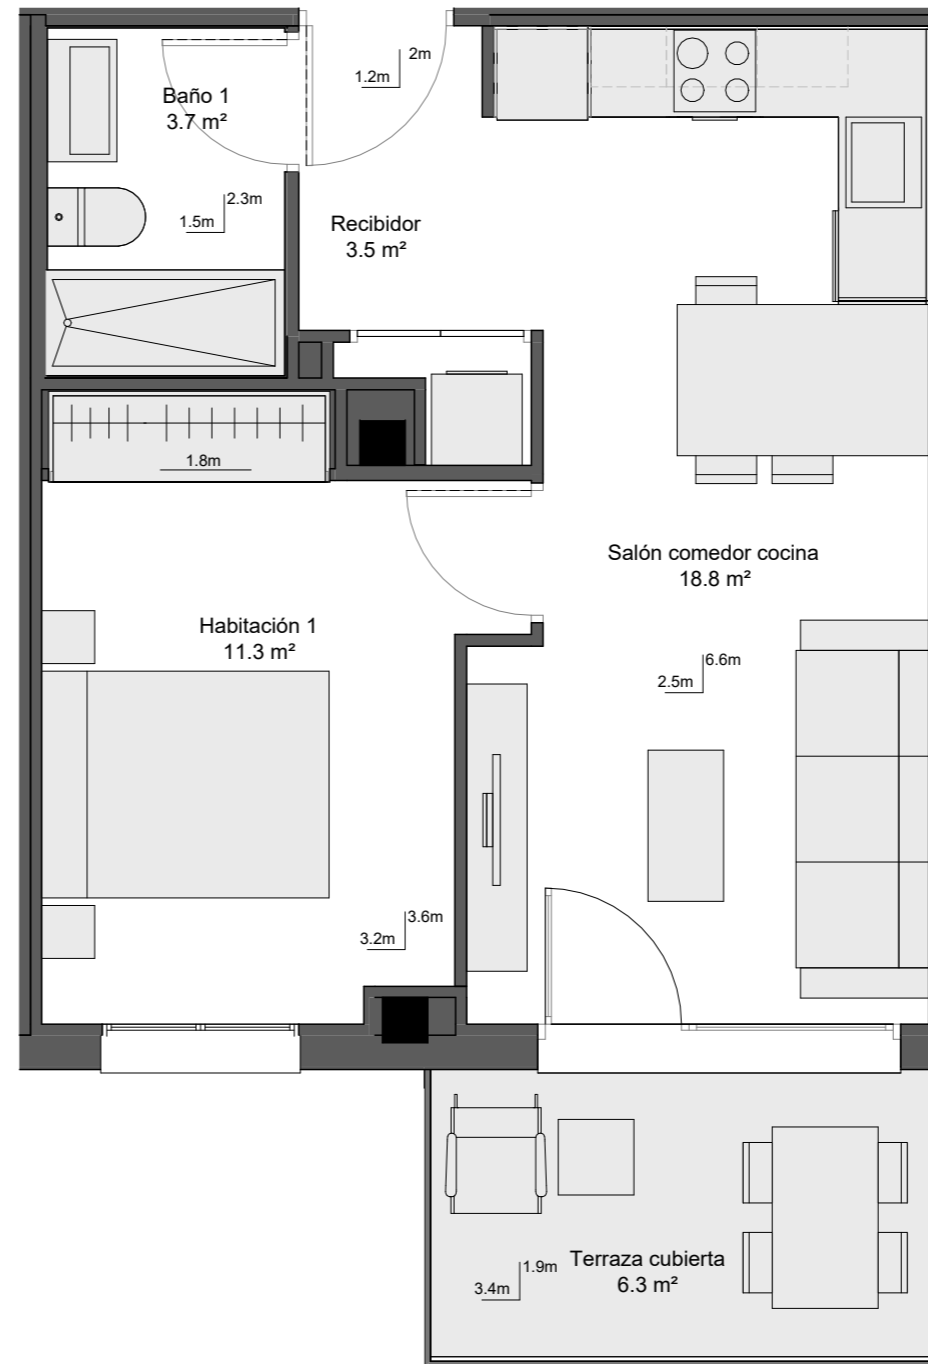 2m
1.2m
Baño 1
3.7 m²
2.3m
1.5m
Recibidor
3.5 m²
1.8m
Salón comedor cocina
18.8 m²
Habitación 1
11.3 m²
6.6m
2.5m
3.6m
3.2m
Terraza cubierta
6.3 m²
1.9m
3.4m